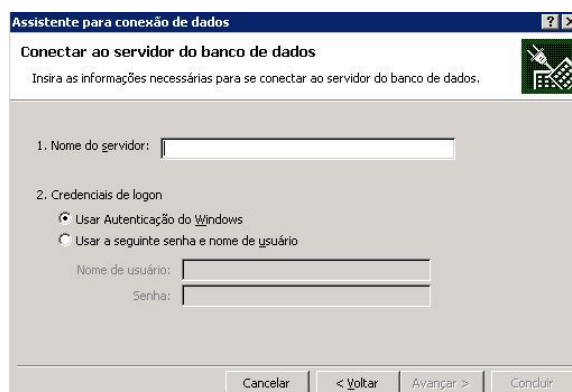 Assistente para conexão de dados
Conectar ao servidor do banco de dados
Insira as informações necessárias para se conectar ao servidor do banco de dados.
1. Nome do servidor:
2. Credenciais de logon
Usar Autenticação do Windows
Usar a seguinte senha e nome de usuário
Nome de usuário:
Senha:
Cancelar < Voltar Avançar > Concluir